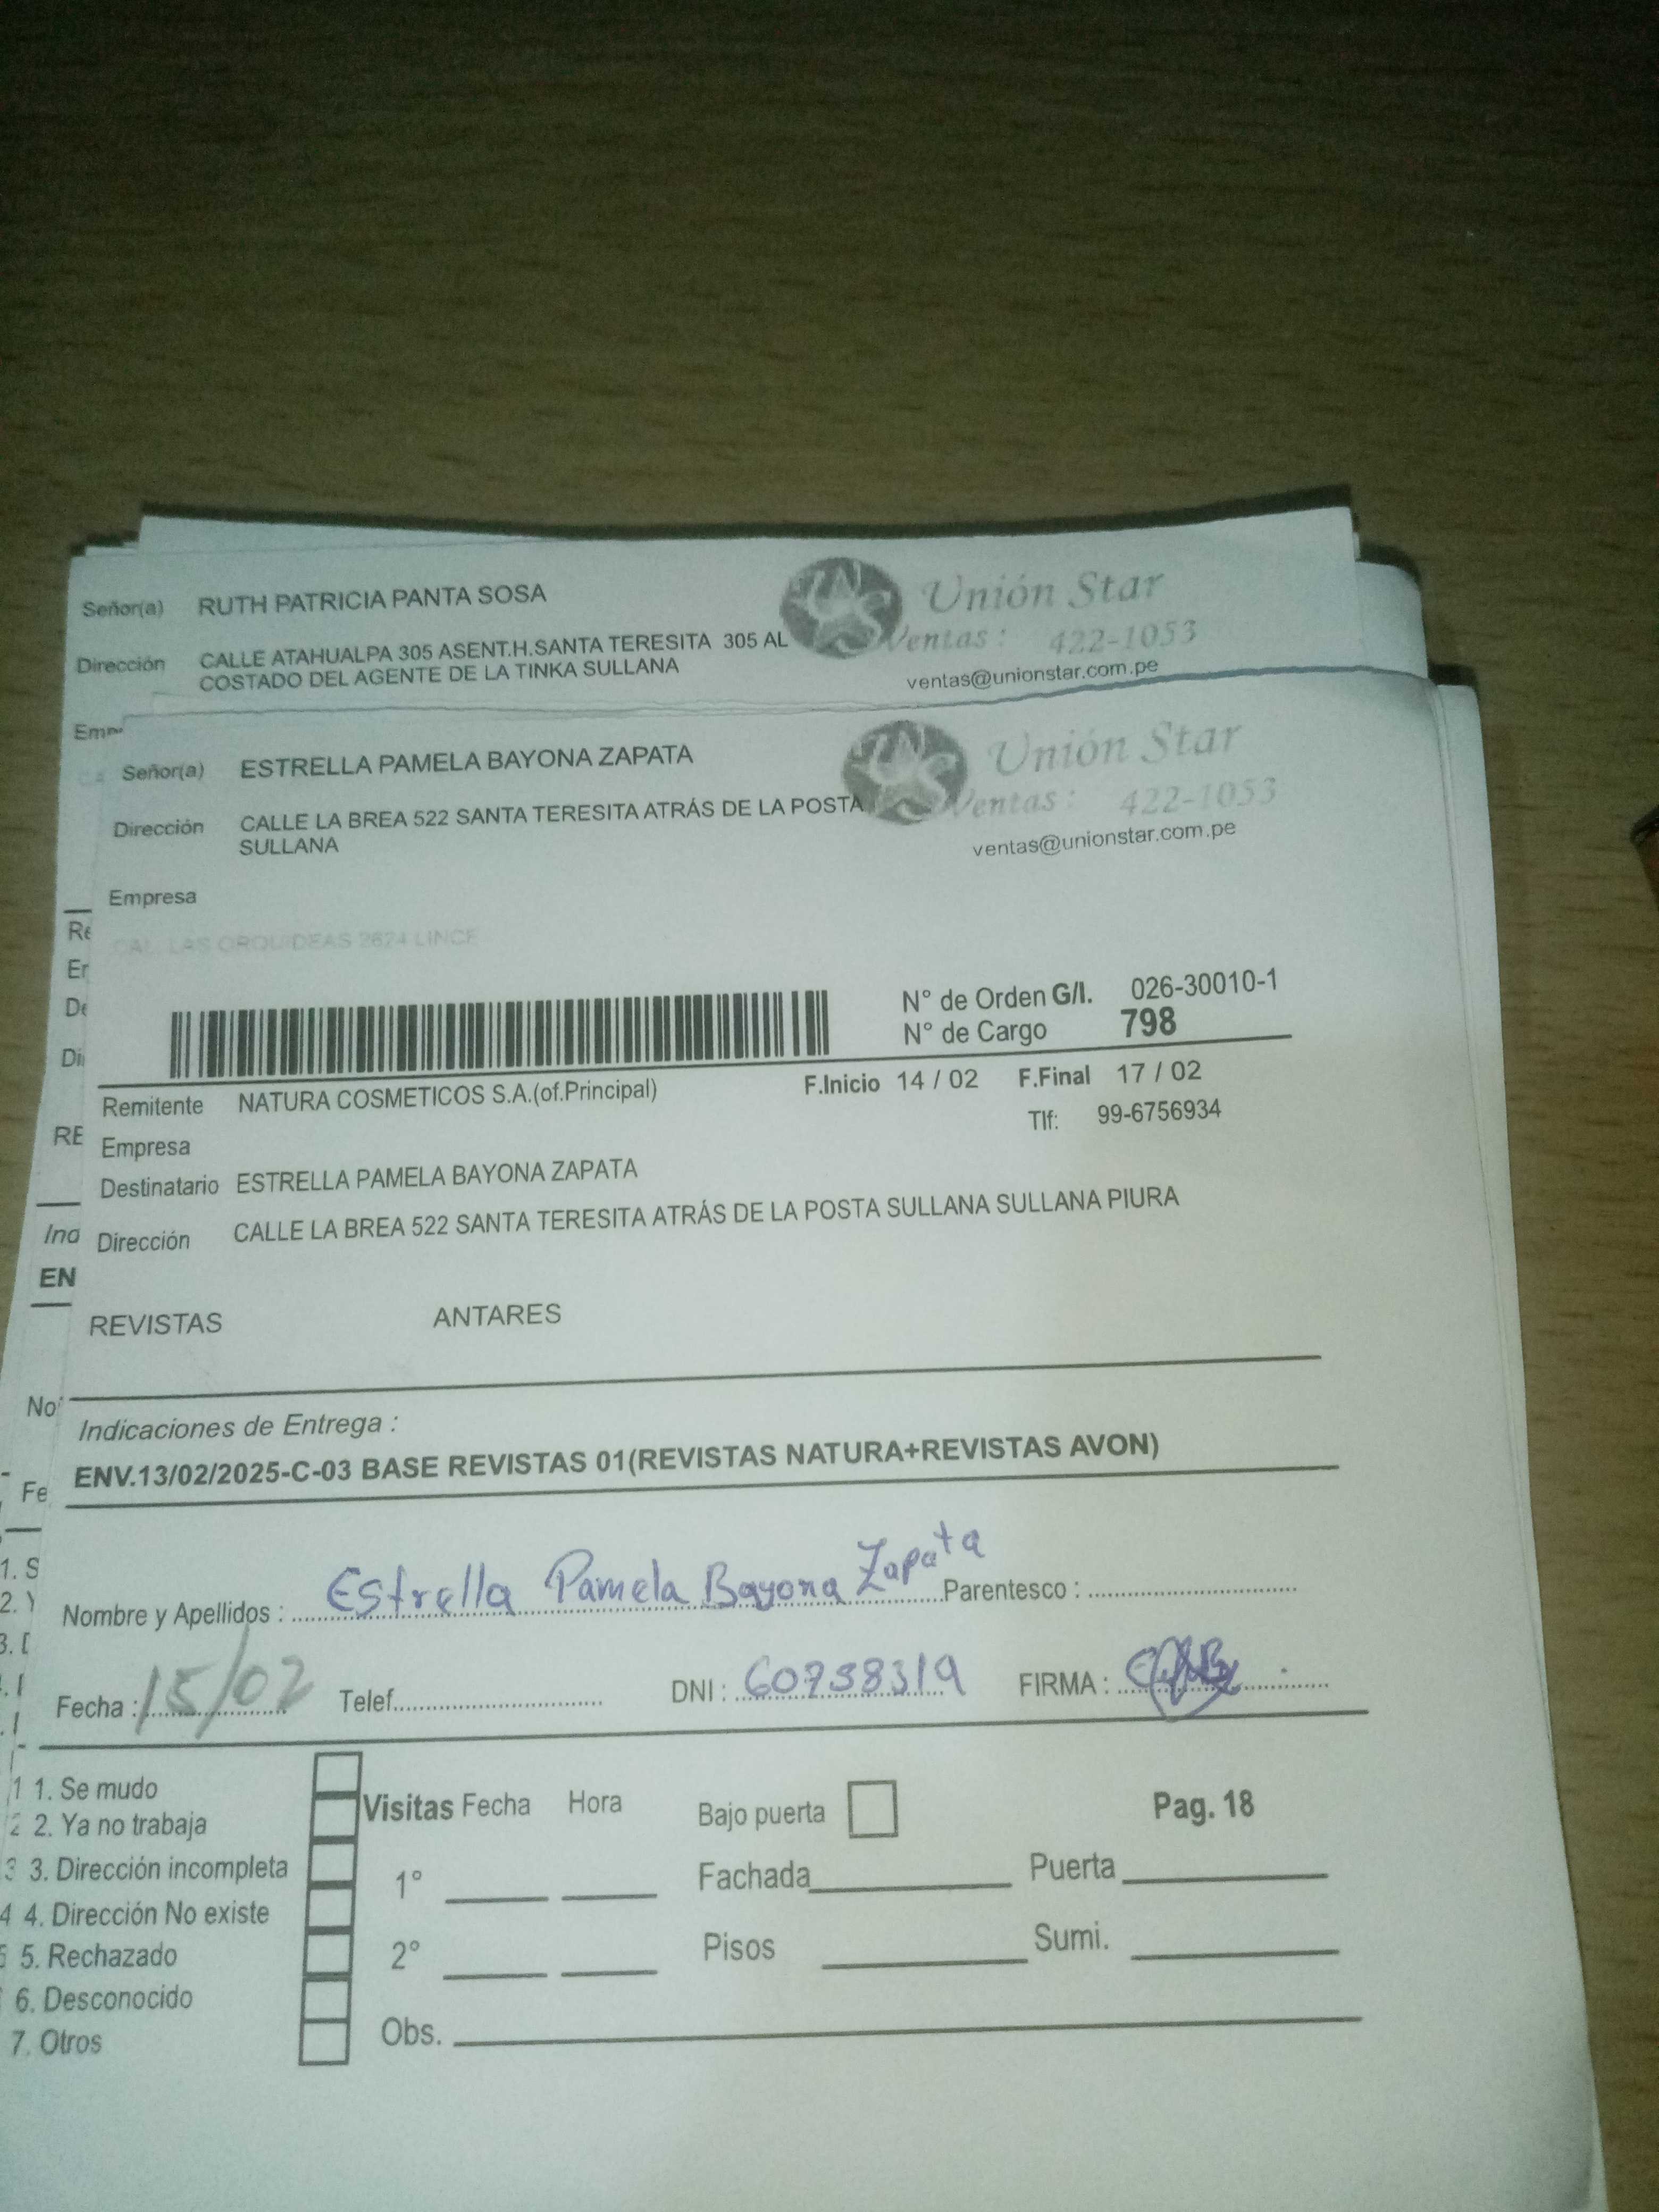 Señor(a) RUTH PATRICIA PANTA SOSA
Unión Star
Dirección CALLE ATAHUALPA 305 ASENT.H.SANTA TERESITA 305 AL
COSTADO DEL AGENTE DE LA TINKA SULLANA
Ventas: 422-1053
ventas@unionstar.com.pe
Señor(a) ESTRELLA PAMELA BAYONA ZAPATA
Unión Star
Dirección CALLE LA BREA 522 SANTA TERESITA ATRÁS DE LA POSTA
SULLANA
Ventas: 422-1053
ventas@unionstar.com.pe
Empresa
CAL. LAS ORQUIDEAS 2624 LINCE
N° de Orden G/I. 026-30010-1
N° de Cargo 798
Remitente NATURA COSMETICOS S.A.(of.Principal) F.Inicio 14 / 02 F.Final 17 / 02
Empresa Tlf: 99-6756934
Destinatario ESTRELLA PAMELA BAYONA ZAPATA
Dirección CALLE LA BREA 522 SANTA TERESITA ATRÁS DE LA POSTA SULLANA SULLANA PIURA
REVISTAS ANTARES
Indicaciones de Entrega :
ENV.13/02/2025-C-03 BASE REVISTAS 01(REVISTAS NATURA+REVISTAS AVON)
Nombre y Apellidos : Estrella Pamela Bayona Zapata Parentesco :
Fecha : 15/02 Telef. DNI : 60758319 FIRMA :
1. Se mudo
2. Ya no trabaja
3. Dirección incompleta
4. Dirección No existe
5. Rechazado
6. Desconocido
7. Otros
Visitas Fecha Hora Bajo puerta Pag. 18
1° Fachada Puerta
2° Pisos Sumi.
Obs.